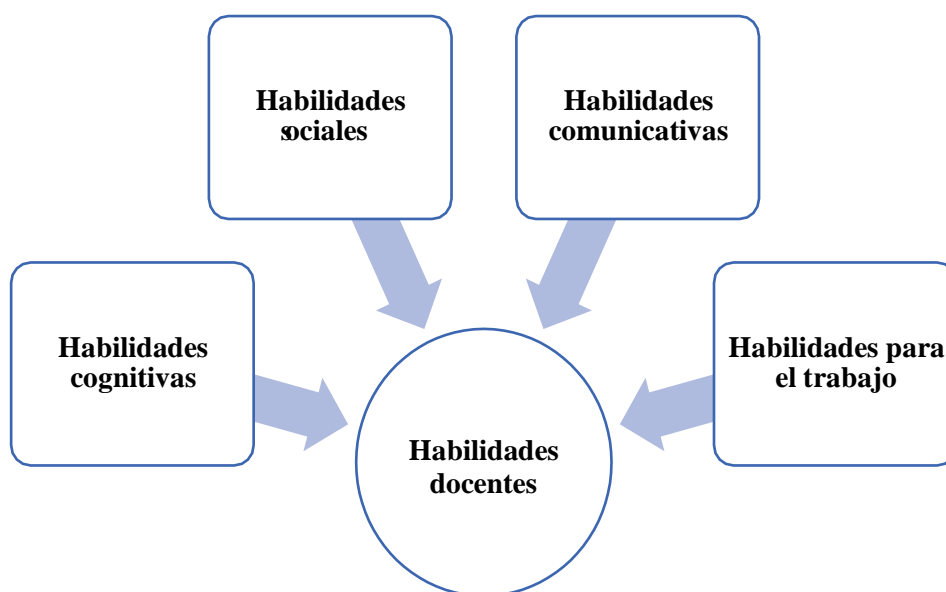 Habilidades
sociales
Habilidades
comunicativas
Habilidades
cognitivas
Habilidades para
el trabajo
Habilidades
docentes